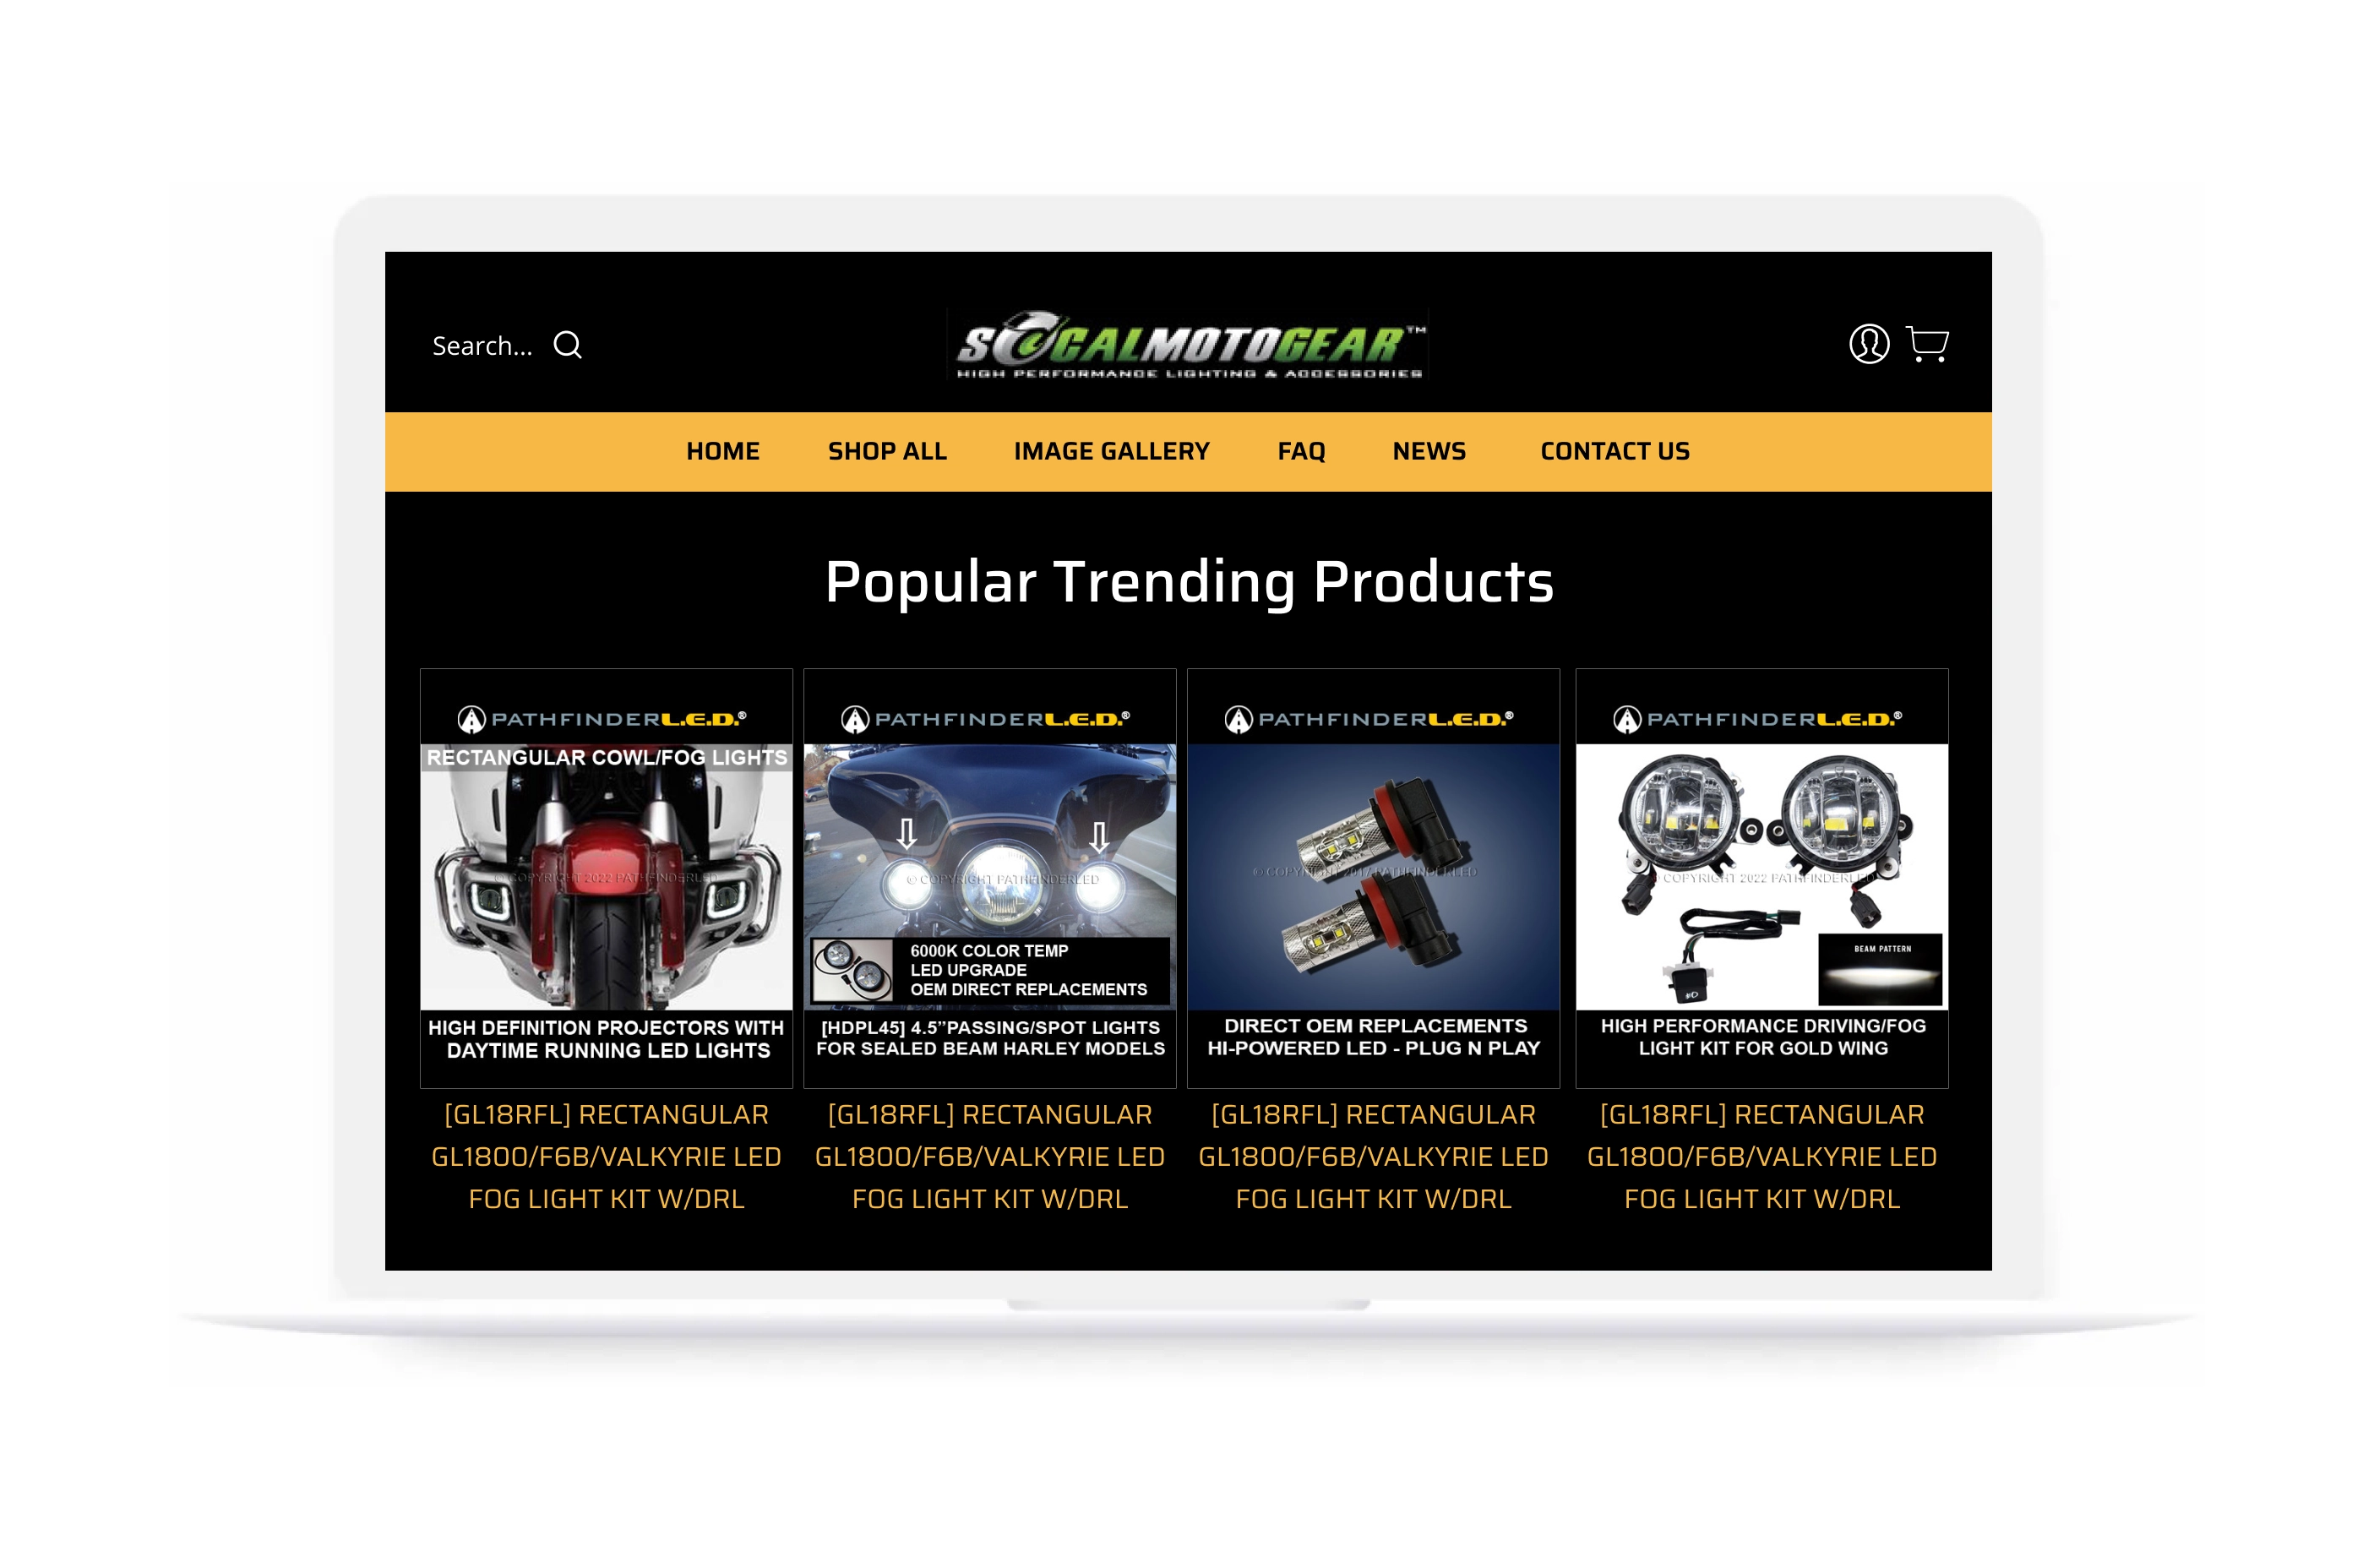 Search...
SOCALMOTOGEAR™
HIGH PERFORMANCE LIGHTING & ACCESSORIES
HOME SHOP ALL IMAGE GALLERY FAQ NEWS CONTACT US
Popular Trending Products
PATHFINDERL.E.D.®
RECTANGULAR COWL/FOG LIGHTS
© COPYRIGHT 2022 PATHFINDERLED
HIGH DEFINITION PROJECTORS WITH
DAYTIME RUNNING LED LIGHTS
[GL18RFL] RECTANGULAR
GL1800/F6B/VALKYRIE LED
FOG LIGHT KIT W/DRL
PATHFINDERL.E.D.®
© COPYRIGHT PATHFINDERLED
6000K COLOR TEMP
LED UPGRADE
OEM DIRECT REPLACEMENTS
[HDPL45] 4.5”PASSING/SPOT LIGHTS
FOR SEALED BEAM HARLEY MODELS
[GL18RFL] RECTANGULAR
GL1800/F6B/VALKYRIE LED
FOG LIGHT KIT W/DRL
PATHFINDERL.E.D.®
© COPYRIGHT 2017 PATHFINDERLED
DIRECT OEM REPLACEMENTS
HI-POWERED LED - PLUG N PLAY
[GL18RFL] RECTANGULAR
GL1800/F6B/VALKYRIE LED
FOG LIGHT KIT W/DRL
PATHFINDERL.E.D.®
COPYRIGHT 2022 PATHFINDERLED
BEAM PATTERN
HIGH PERFORMANCE DRIVING/FOG
LIGHT KIT FOR GOLD WING
[GL18RFL] RECTANGULAR
GL1800/F6B/VALKYRIE LED
FOG LIGHT KIT W/DRL